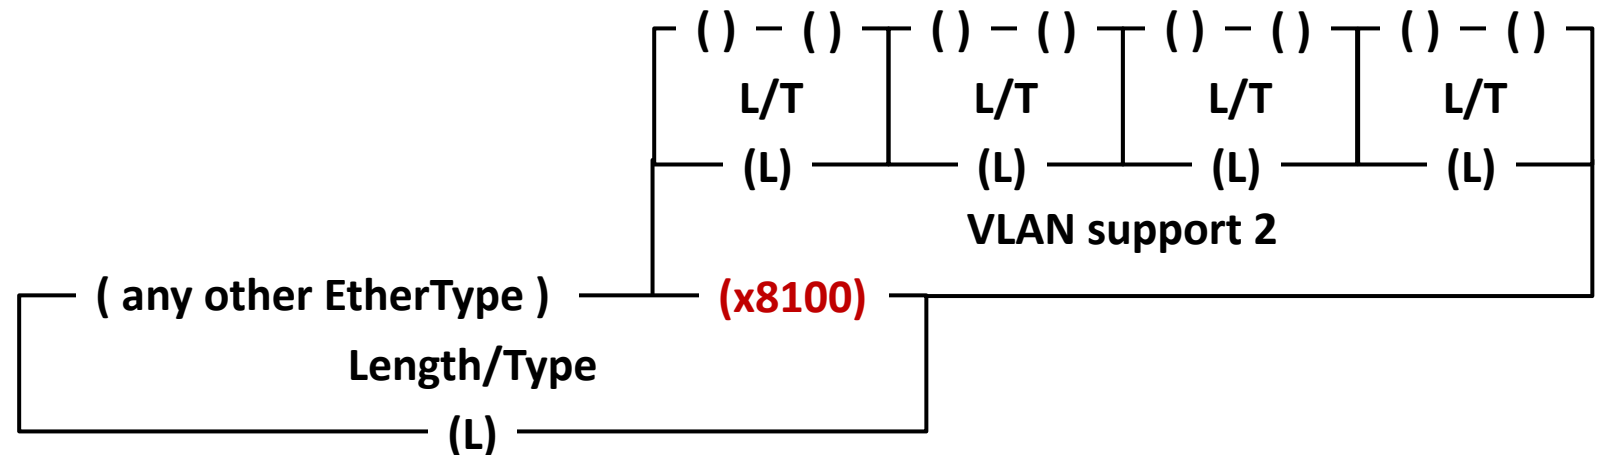 ( ) – ( ) ( ) – ( ) ( ) – ( ) ( ) – ( )
L/T L/T L/T L/T
(L) (L) (L) (L)
VLAN support 2
( any other EtherType ) (x8100)
Length/Type
(L)